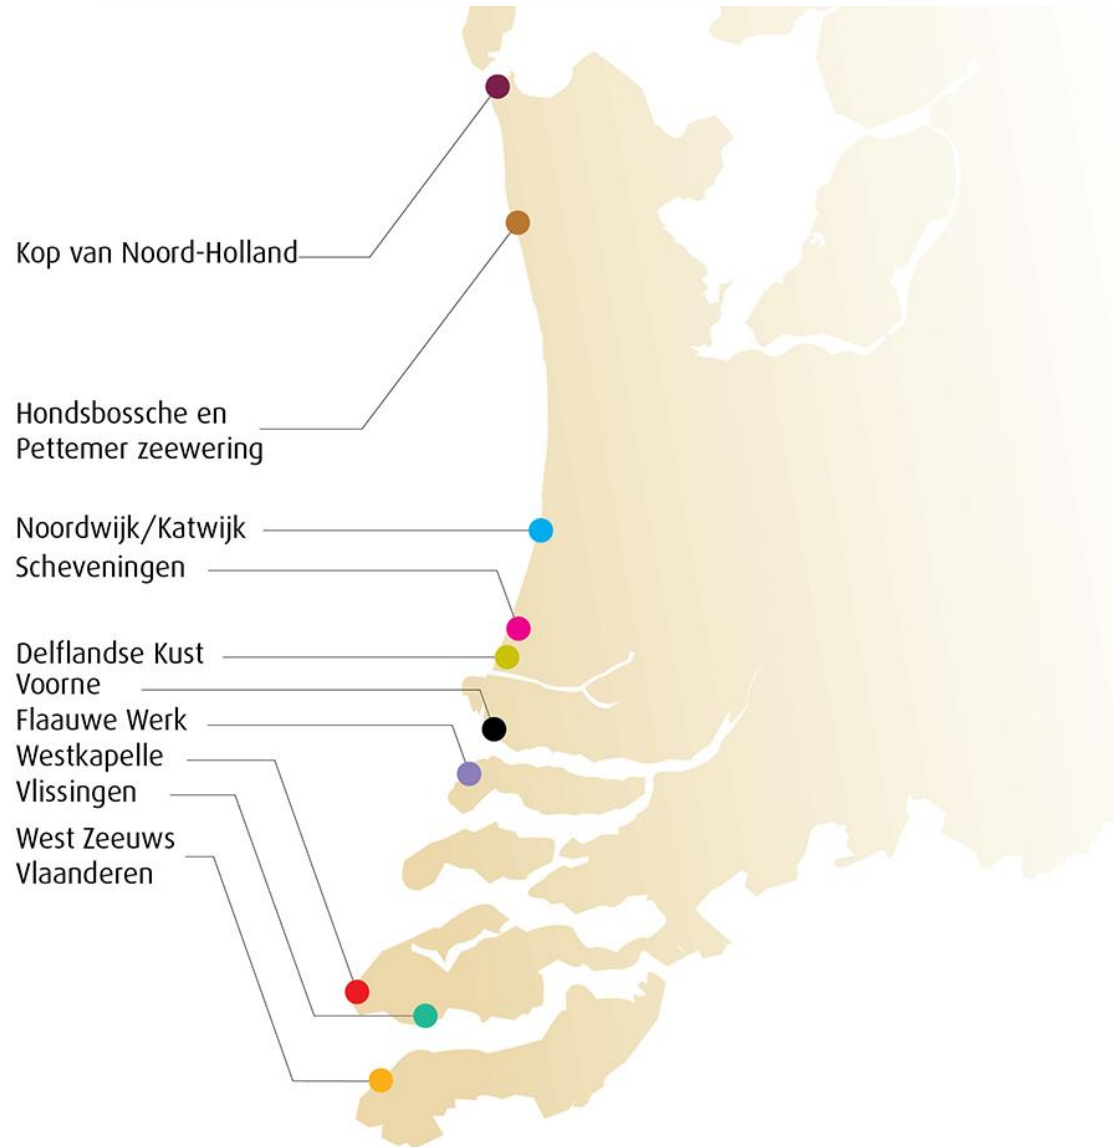 Kop van Noord-Holland
Hondsbossche en
Pettemer zeewering
Noordwijk/Katwijk
Scheveningen
Delflandse Kust
Voorne
Flaauwe Werk
Westkapelle
Vlissingen
West Zeeuws
Vlaanderen